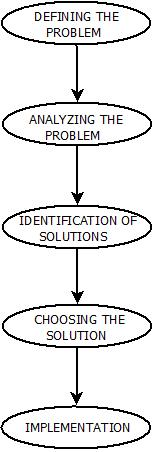 DEFINING THE
PROBLEM
ANALYZING THE
PROBLEM
IDENTIFICATION OF
SOLUTIONS
CHOOSING THE
SOLUTION
IMPLEMENTATION